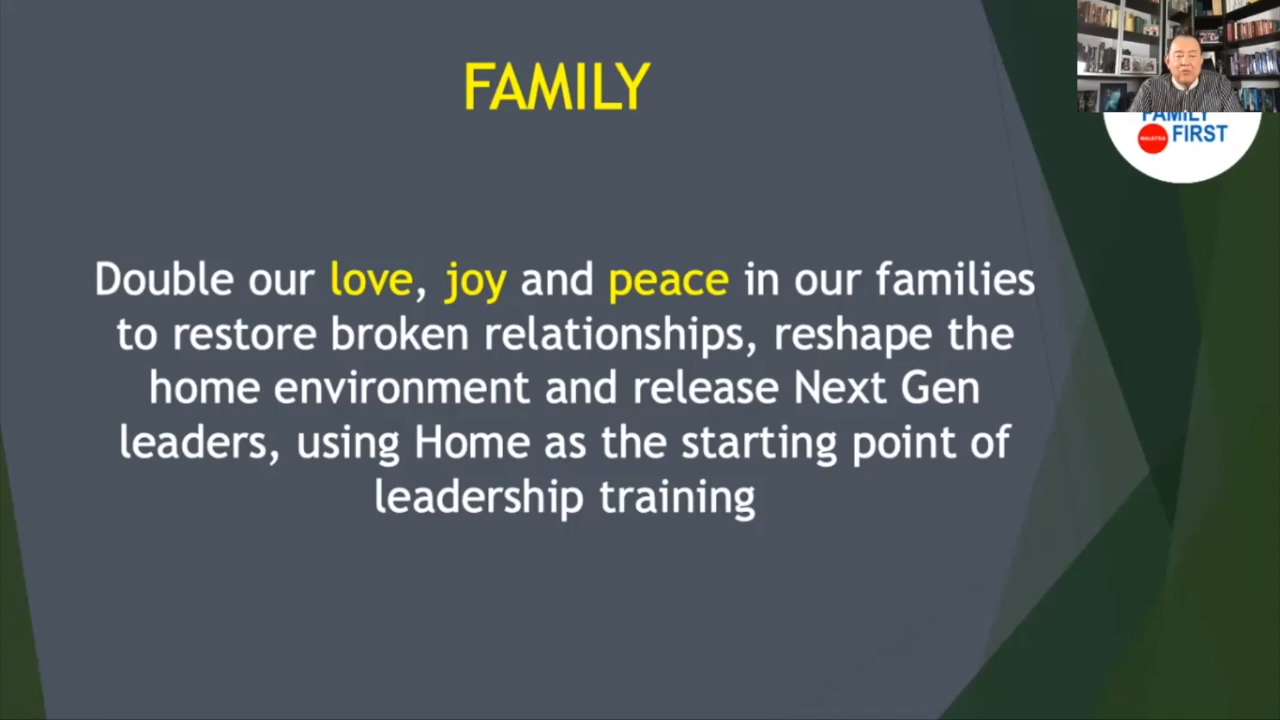 FAMILY
Double our love, joy and peace in our families
to restore broken relationships, reshape the
home environment and release Next Gen
leaders, using Home as the starting point of
leadership training
FAMILY
MALAYSIA FIRST